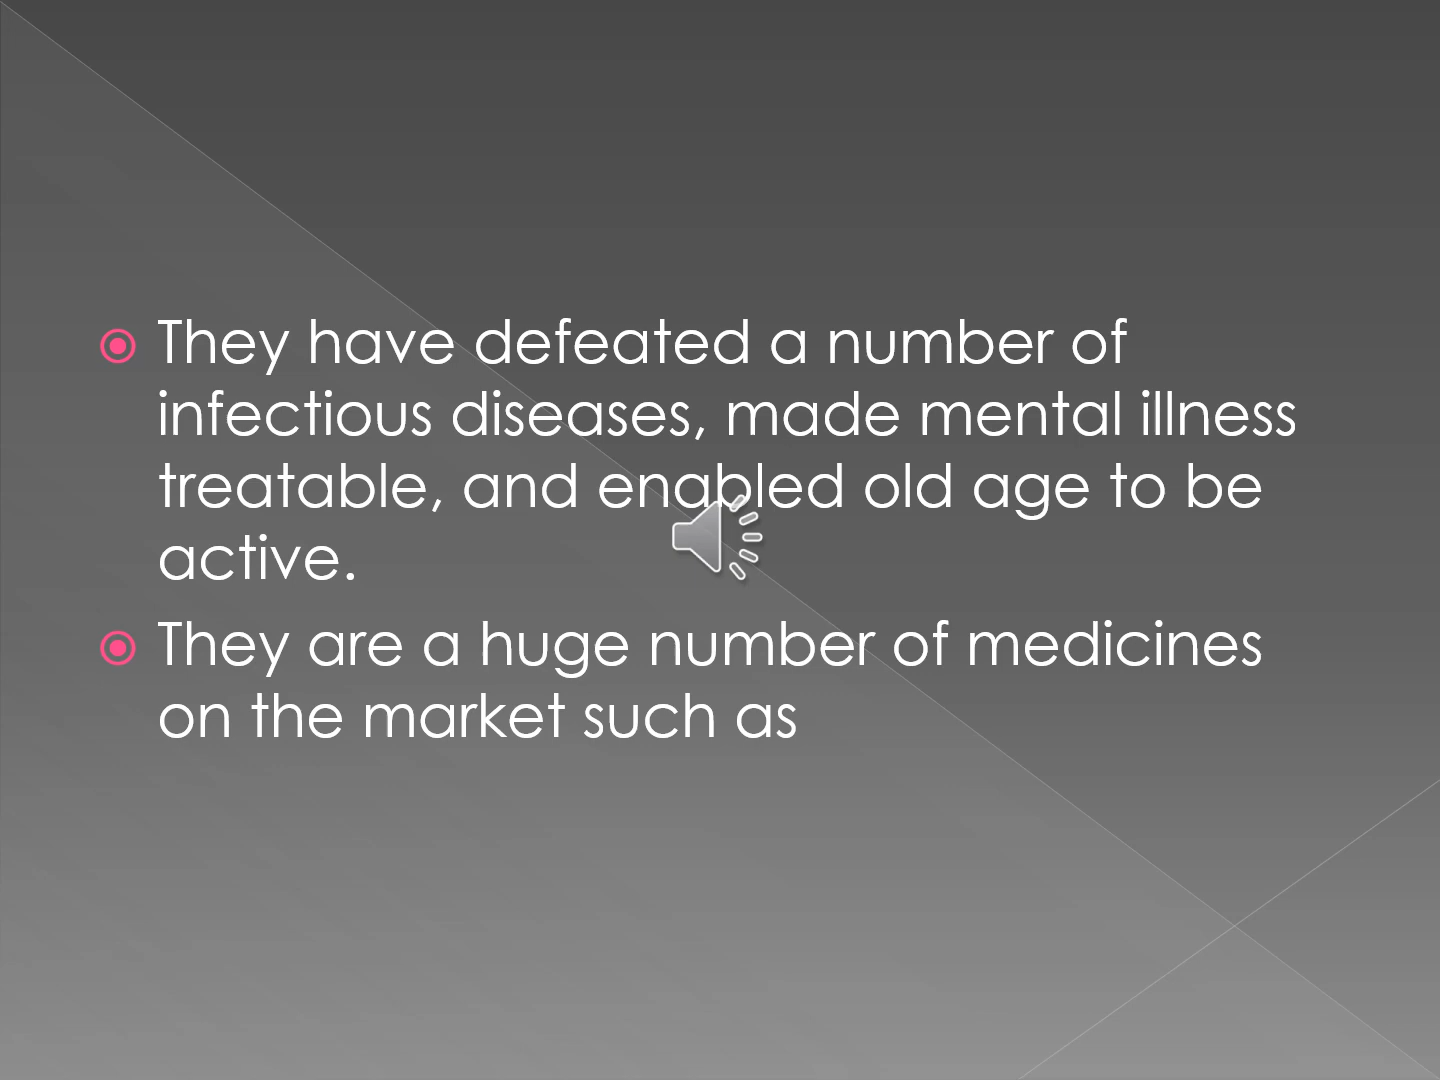 They have defeated a number of
infectious diseases, made mental illness
treatable, and enabled old age to be
active.
They are a huge number of medicines
on the market such as